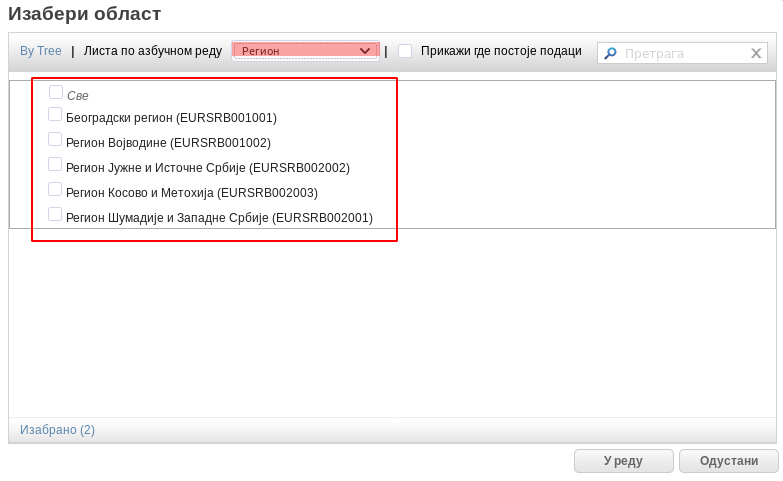 Изабери област
By Tree | Листа по азбучном реду Регион | Прикажи где постоје подаци Претрага X
Све
Београдски регион (EURSRB001001)
Регион Војводине (EURSRB001002)
Регион Јужне и Источне Србије (EURSRB002002)
Регион Косово и Метохија (EURSRB002003)
Регион Шумадије и Западне Србије (EURSRB002001)
Изабрано (2)
У реду Одустани